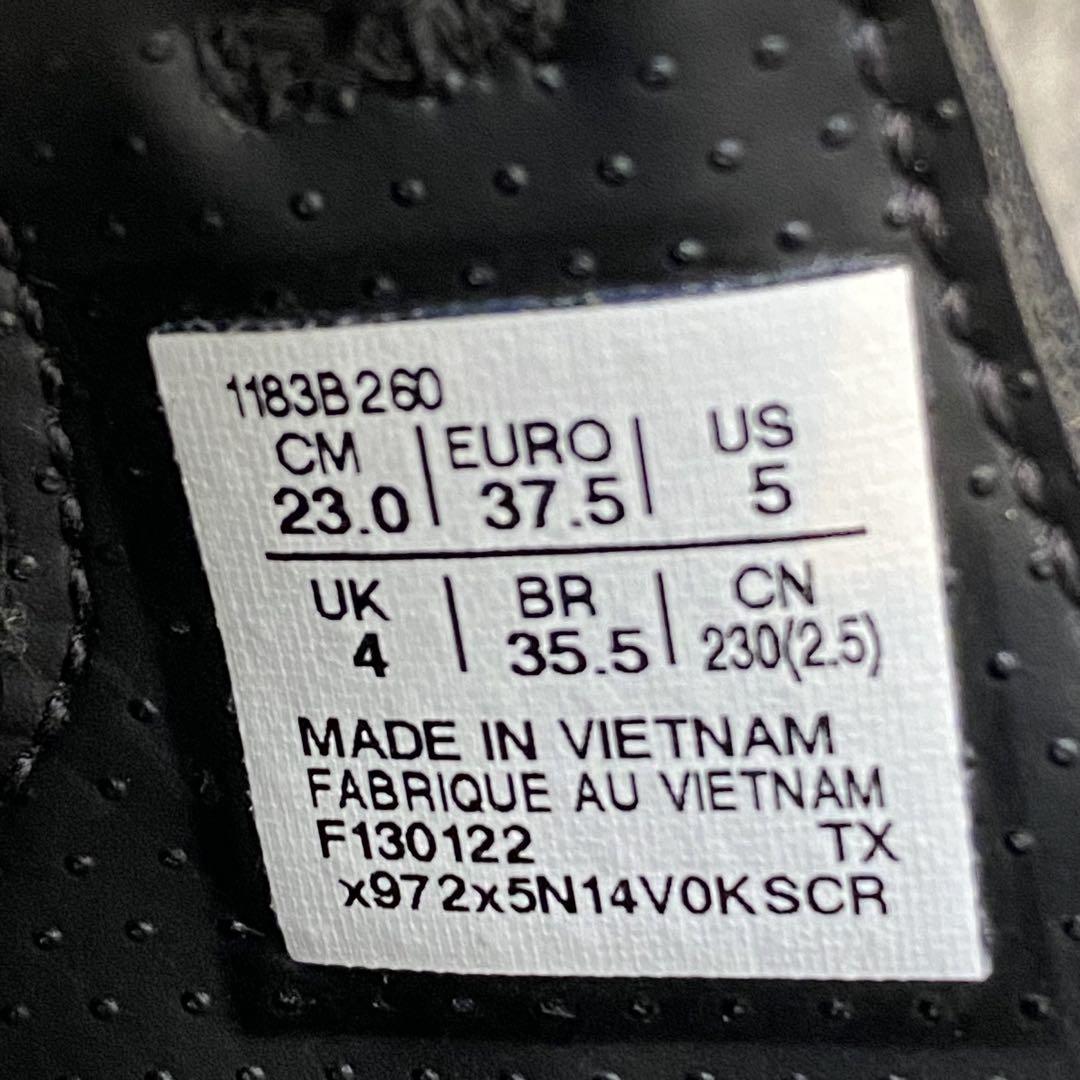 1183B260
CM | EURO | US
23.0 | 37.5 | 5
UK | BR | CN
4 | 35.5 | 230(2.5)
MADE IN VIETNAM
FABRIQUE AU VIETNAM
F130122 TX
x972x5N14V0KSCR